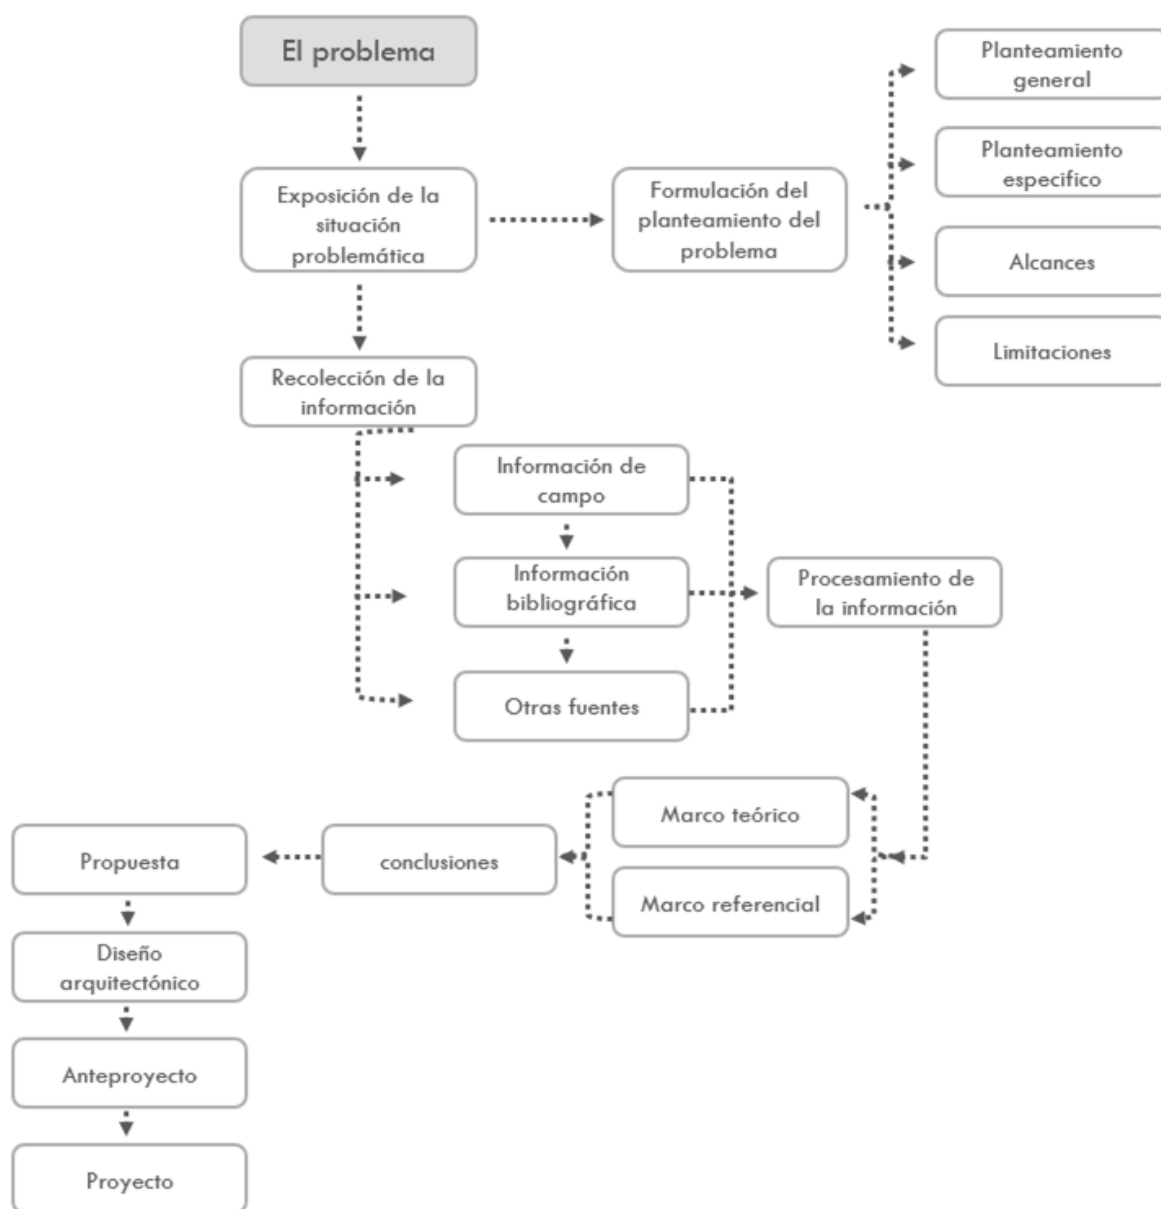 El problema
Exposición de la
situación
problemática
Formulación del
planteamiento del
problema
Planteamiento
general
Planteamiento
especifico
Alcances
Limitaciones
Recolección de la
información
Información de
campo
Información
bibliográfica
Otras fuentes
Procesamiento de
la información
Marco teórico
Marco referencial
conclusiones
Propuesta
Diseño
arquitectónico
Anteproyecto
Proyecto